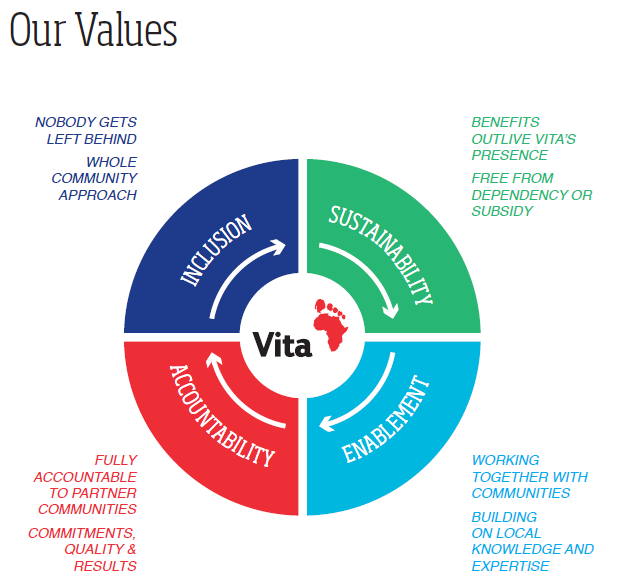 Our Values
NOBODY GETS
LEFT BEHIND
WHOLE
COMMUNITY
APPROACH
BENEFITS
OUTLIVE VITA'S
PRESENCE
FREE FROM
DEPENDENCY OR
SUBSIDY
INCLUSION
SUSTAINABILITY
Vita
ACCOUNTABILITY
ENABLEMENT
FULLY
ACCOUNTABLE
TO PARTNER
COMMUNITIES
COMMITMENTS,
QUALITY &
RESULTS
WORKING
TOGETHER WITH
COMMUNITIES
BUILDING
ON LOCAL
KNOWLEDGE AND
EXPERTISE